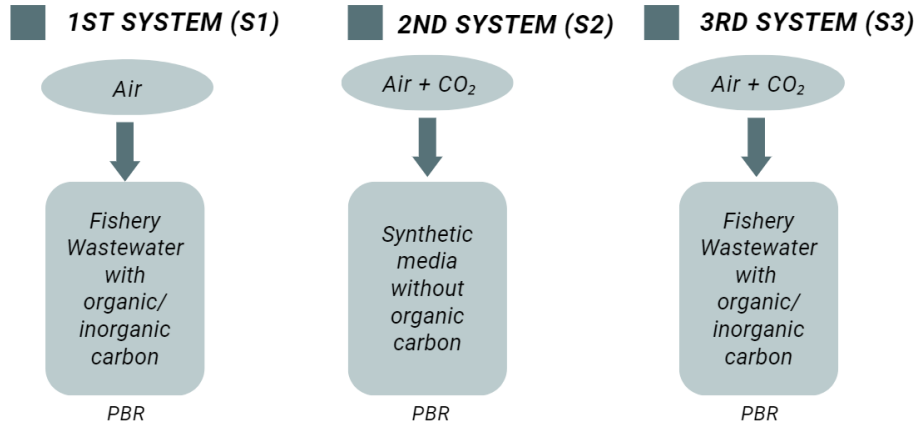 1ST SYSTEM (S1)
Air
Fishery
Wastewater
with
organic/
inorganic
carbon
PBR
2ND SYSTEM (S2)
Air + CO₂
Synthetic
media
without
organic
carbon
PBR
3RD SYSTEM (S3)
Air + CO₂
Fishery
Wastewater
with
organic/
inorganic
carbon
PBR